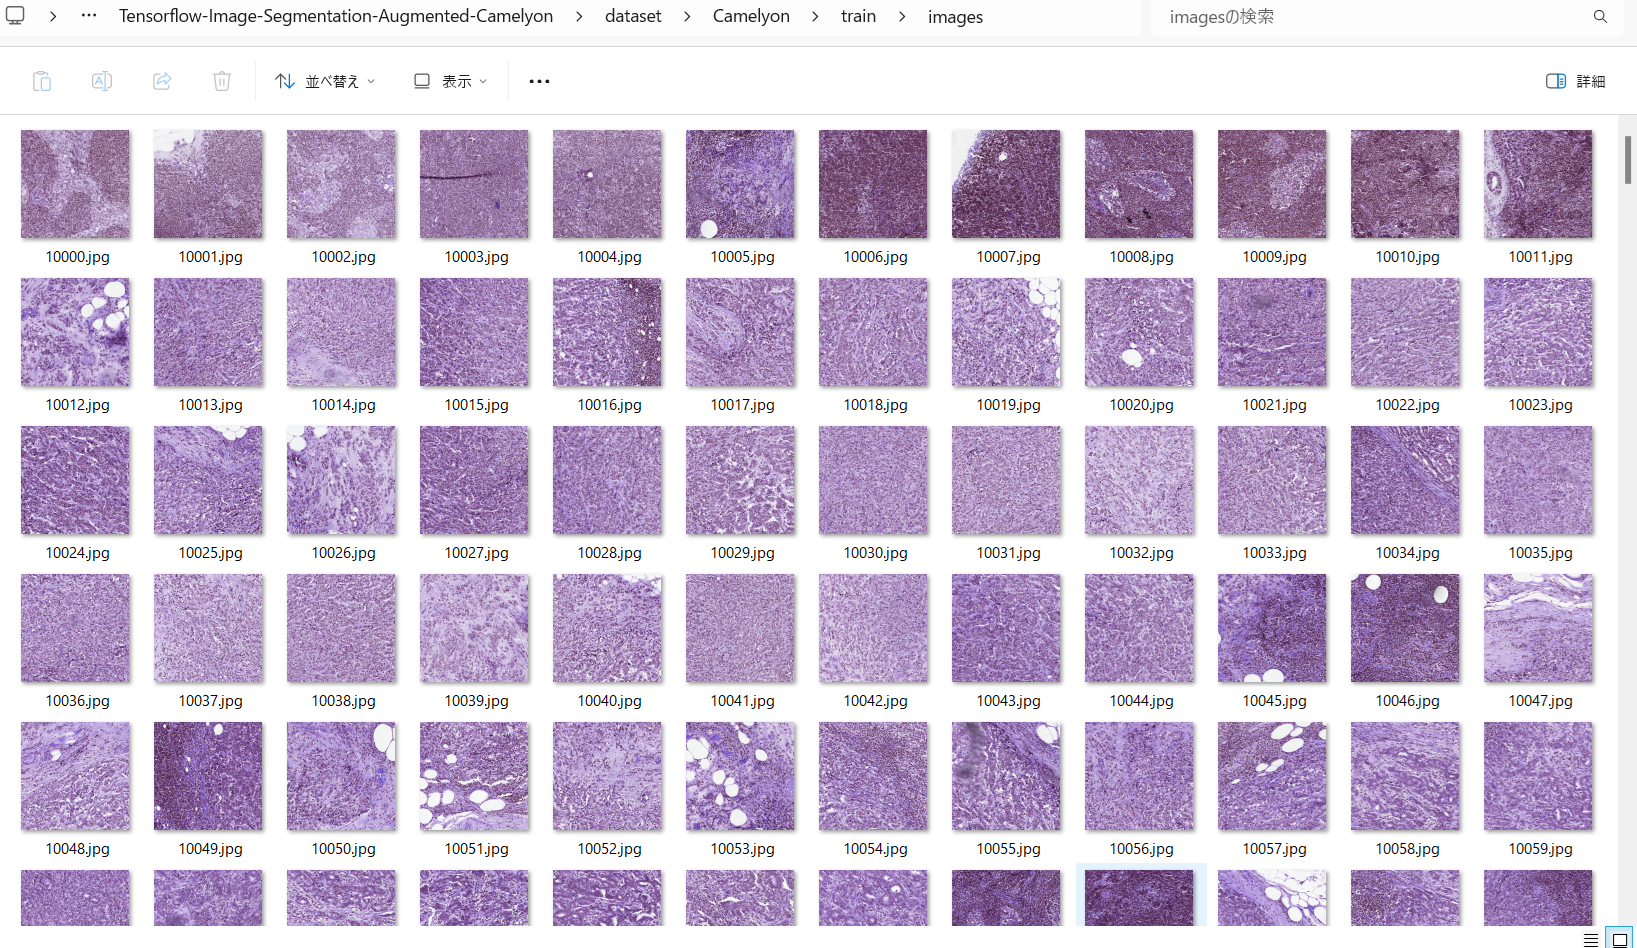 Tensorflow-Image-Segmentation-Augmented-Camelyon > dataset > Camelyon > train > images
imagesの検索
並べ替え 表示 詳細
10000.jpg 10001.jpg 10002.jpg 10003.jpg 10004.jpg 10005.jpg 10006.jpg 10007.jpg 10008.jpg 10009.jpg 10010.jpg 10011.jpg
10012.jpg 10013.jpg 10014.jpg 10015.jpg 10016.jpg 10017.jpg 10018.jpg 10019.jpg 10020.jpg 10021.jpg 10022.jpg 10023.jpg
10024.jpg 10025.jpg 10026.jpg 10027.jpg 10028.jpg 10029.jpg 10030.jpg 10031.jpg 10032.jpg 10033.jpg 10034.jpg 10035.jpg
10036.jpg 10037.jpg 10038.jpg 10039.jpg 10040.jpg 10041.jpg 10042.jpg 10043.jpg 10044.jpg 10045.jpg 10046.jpg 10047.jpg
10048.jpg 10049.jpg 10050.jpg 10051.jpg 10052.jpg 10053.jpg 10054.jpg 10055.jpg 10056.jpg 10057.jpg 10058.jpg 10059.jpg